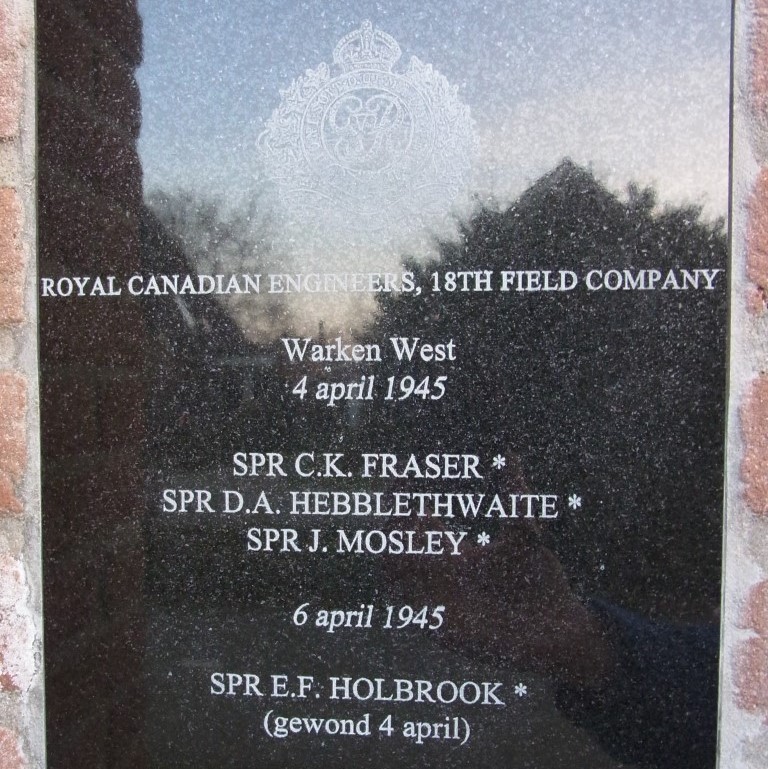 ROYAL CANADIAN ENGINEERS, 18TH FIELD COMPANY
Warken West
4 april 1945
SPR C.K. FRASER *
SPR D.A. HEBBLETHWAITE *
SPR J. MOSLEY *
6 april 1945
SPR E.F. HOLBROOK *
(gewond 4 april)